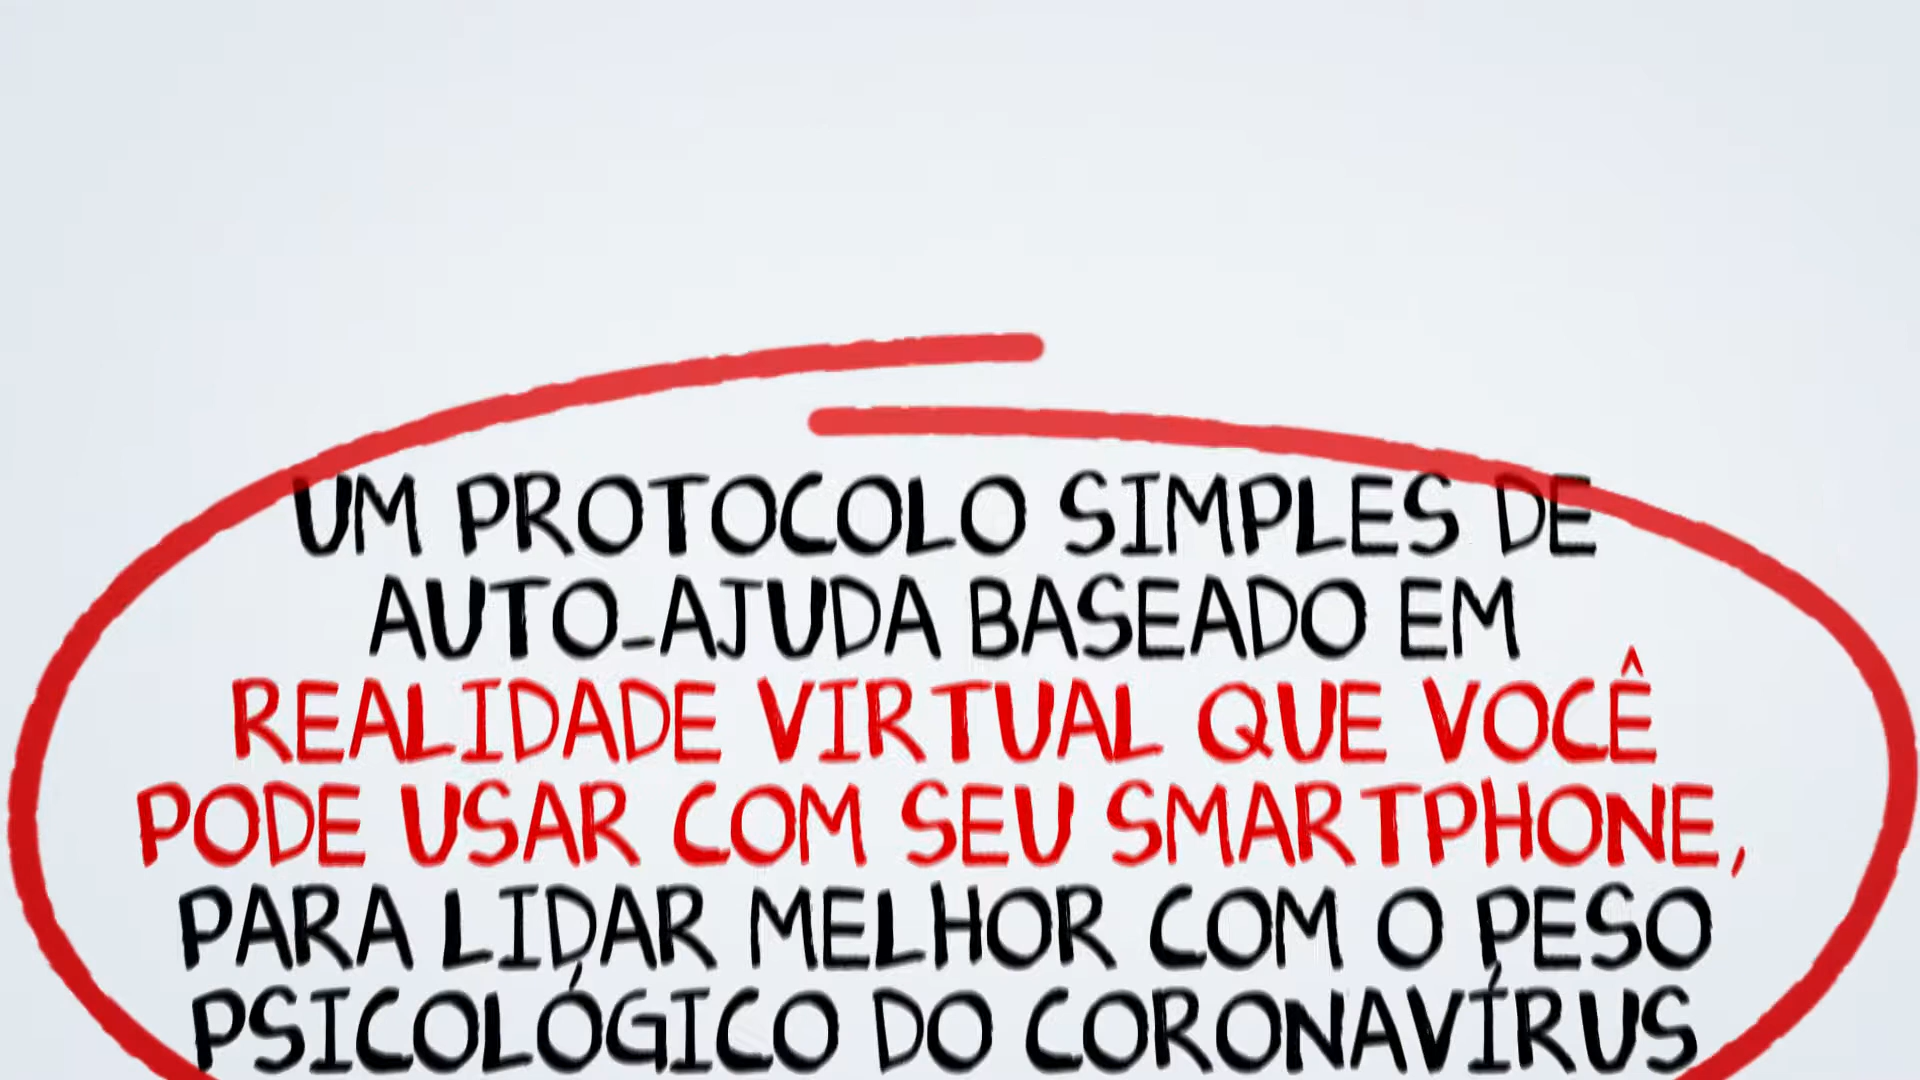 UM PROTOCOLO SIMPLES DE
AUTO-AJUDA BASEADO EM
REALIDADE VIRTUAL QUE VOCÊ
PODE USAR COM SEU SMARTPHONE,
PARA LIDAR MELHOR COM O PESO
PSICOLÓGICO DO CORONAVÍRUS